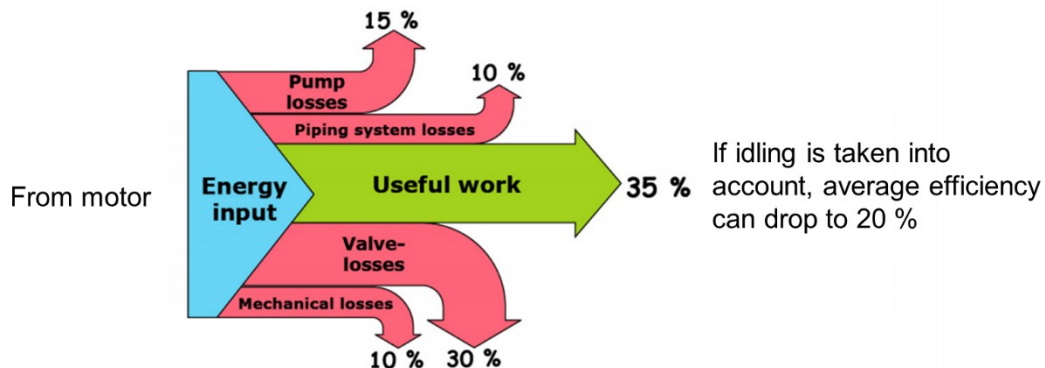 15 %
Pump
losses
10 %
Piping system losses
From motor
Energy
input
Useful work
35 %
If idling is taken into
account, average efficiency
can drop to 20 %
Valve-
losses
Mechanical losses
10 %
30 %